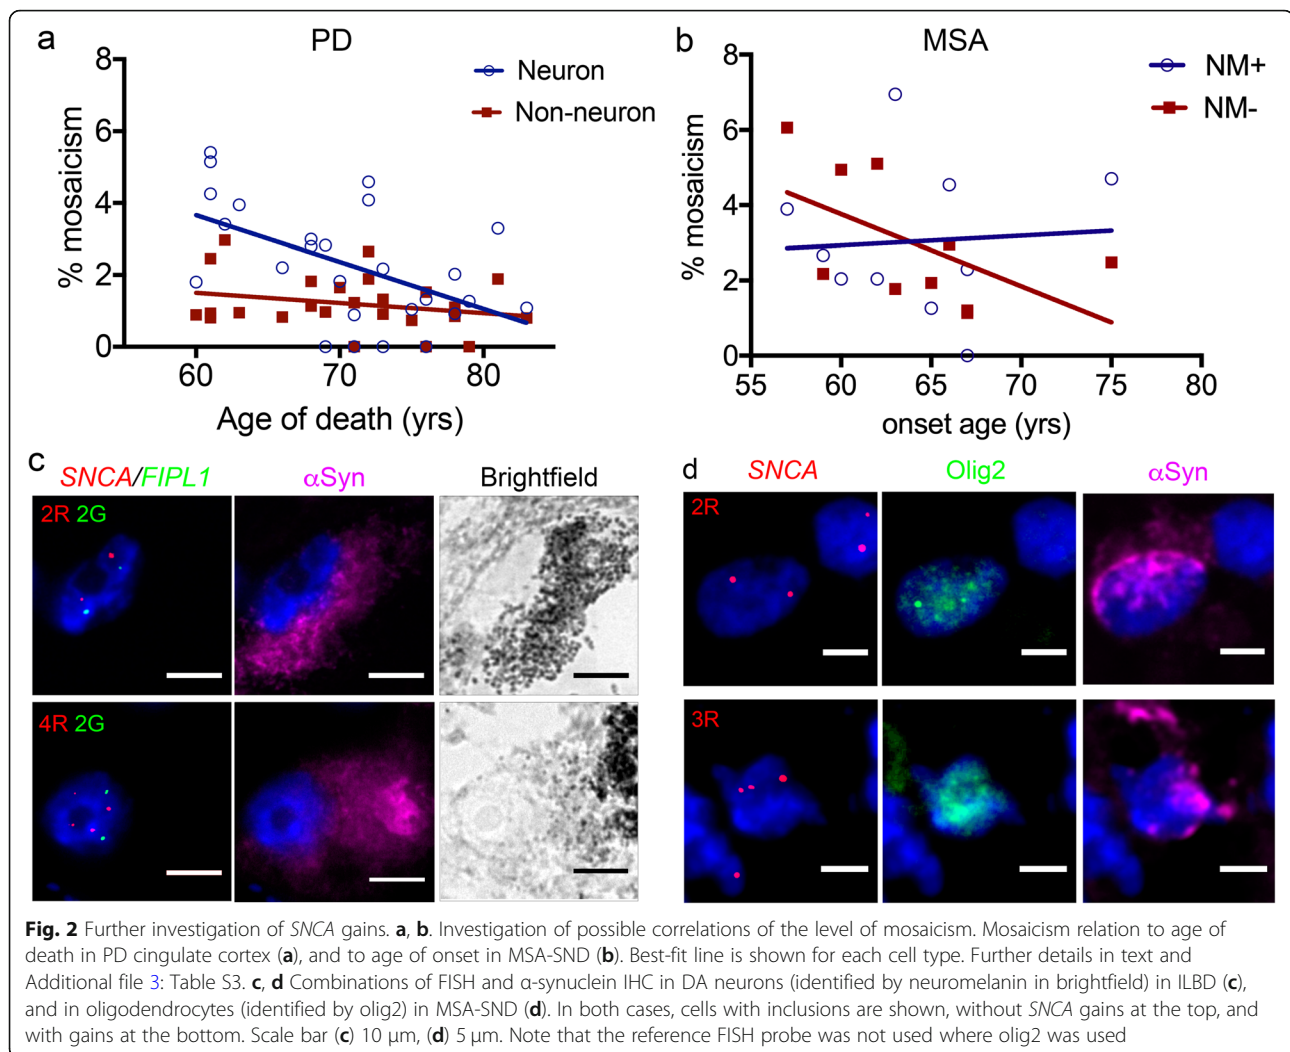 a
PD
8
6
4
2
0
% mosaicism
Neuron
Non-neuron
60 70 80
Age of death (yrs)
b
MSA
8
6
4
2
0
% mosaicism
NM+
NM-
55 60 65 70 75 80
onset age (yrs)
c
SNCA/FIPL1 αSyn Brightfield
2R 2G
4R 2G
d
SNCA Olig2 αSyn
2R
3R
Fig. 2 Further investigation of SNCA gains. a, b. Investigation of possible correlations of the level of mosaicism. Mosaicism relation to age of
death in PD cingulate cortex (a), and to age of onset in MSA-SND (b). Best-fit line is shown for each cell type. Further details in text and
Additional file 3: Table S3. c, d Combinations of FISH and α-synuclein IHC in DA neurons (identified by neuromelanin in brightfield) in ILBD (c),
and in oligodendrocytes (identified by olig2) in MSA-SND (d). In both cases, cells with inclusions are shown, without SNCA gains at the top, and
with gains at the bottom. Scale bar (c) 10 μm, (d) 5 μm. Note that the reference FISH probe was not used where olig2 was used